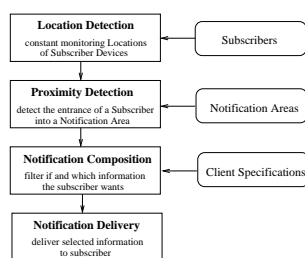 Location Detection
constant monitoring Locations
of Subscriber Devices
Subscribers
Proximity Detection
detect the entrance of a Subscriber
into a Notification Area
Notification Areas
Notification Composition
filter if and which information
the subscriber wants
Client Specifications
Notification Delivery
deliver selected information
to subscriber